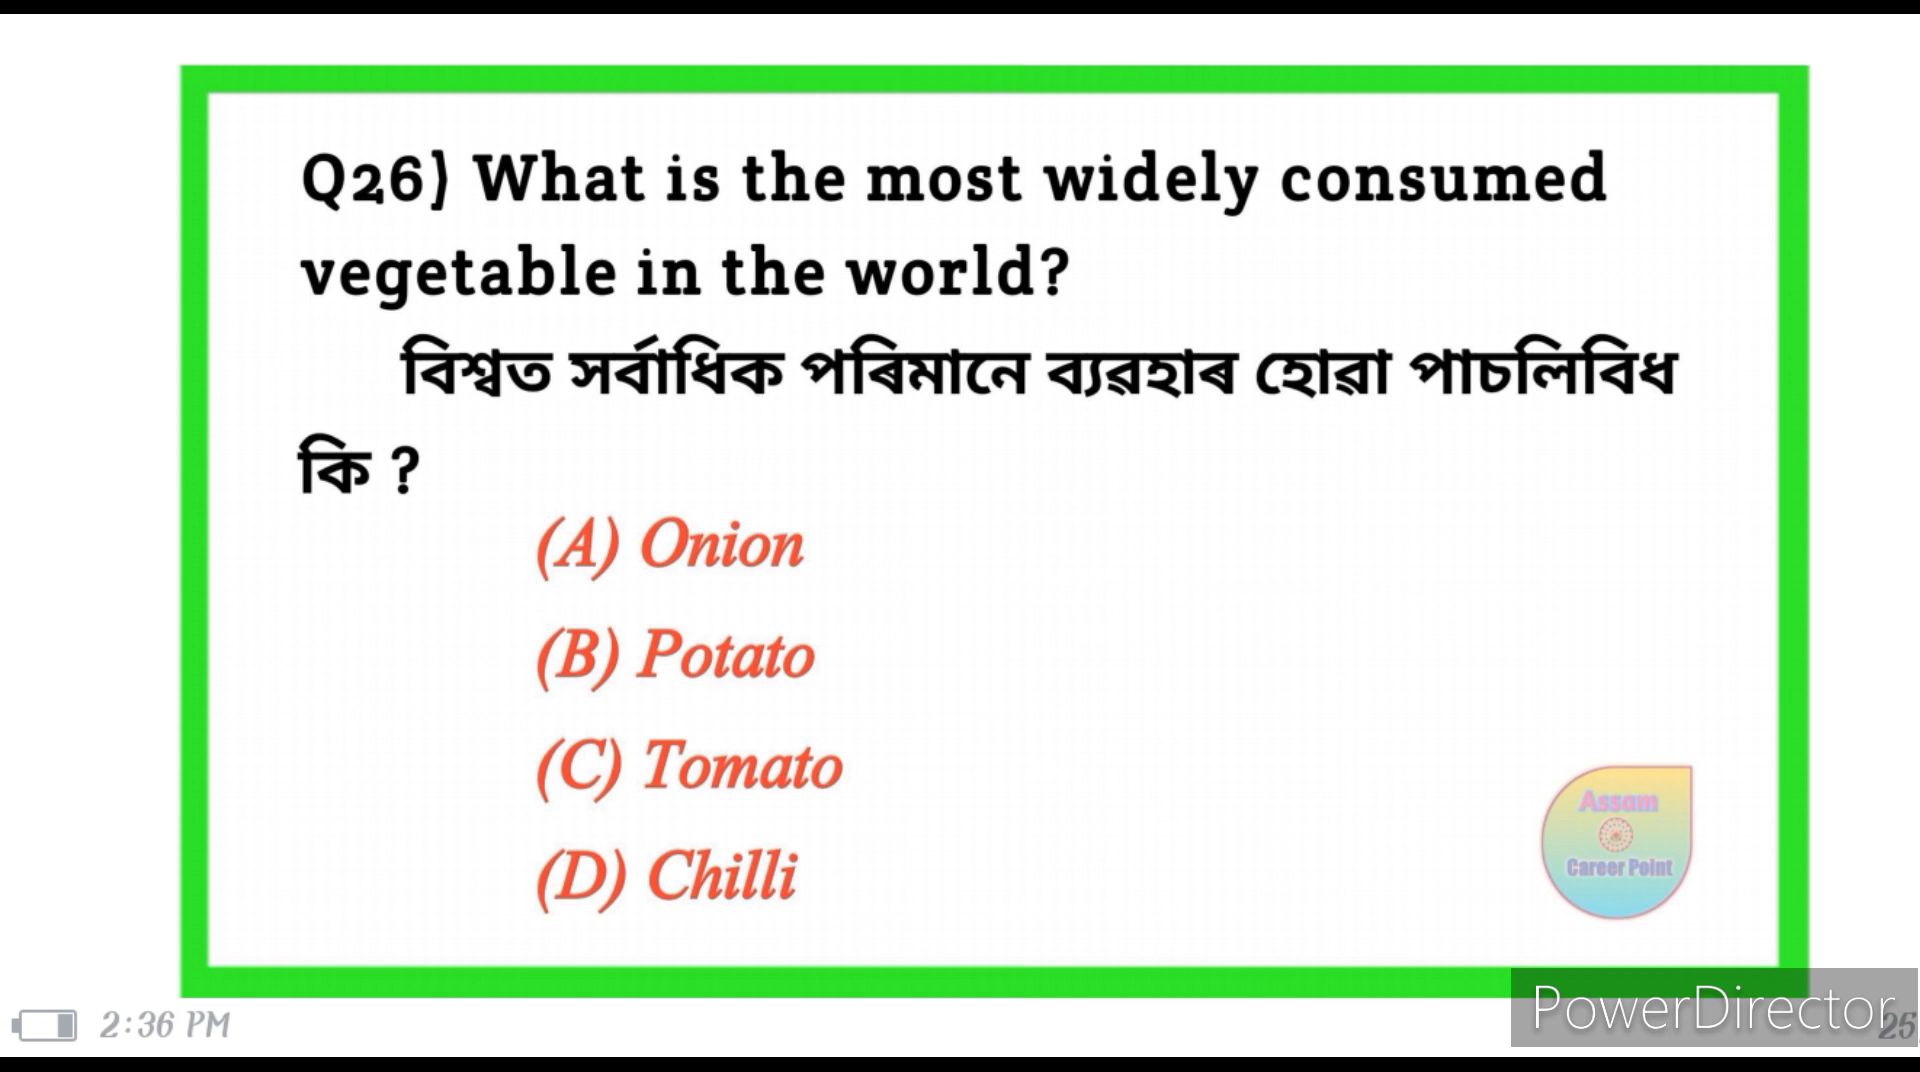 Q26) What is the most widely consumed
vegetable in the world?
বিশ্বত সৰ্বাধিক পৰিমানে ব্যৱহাৰ হোৱা পাচলিবিধ
কি ?
(A) Onion
(B) Potato
(C) Tomato
(D) Chilli
Assam
Career Point
2:36 PM
PowerDirector
25